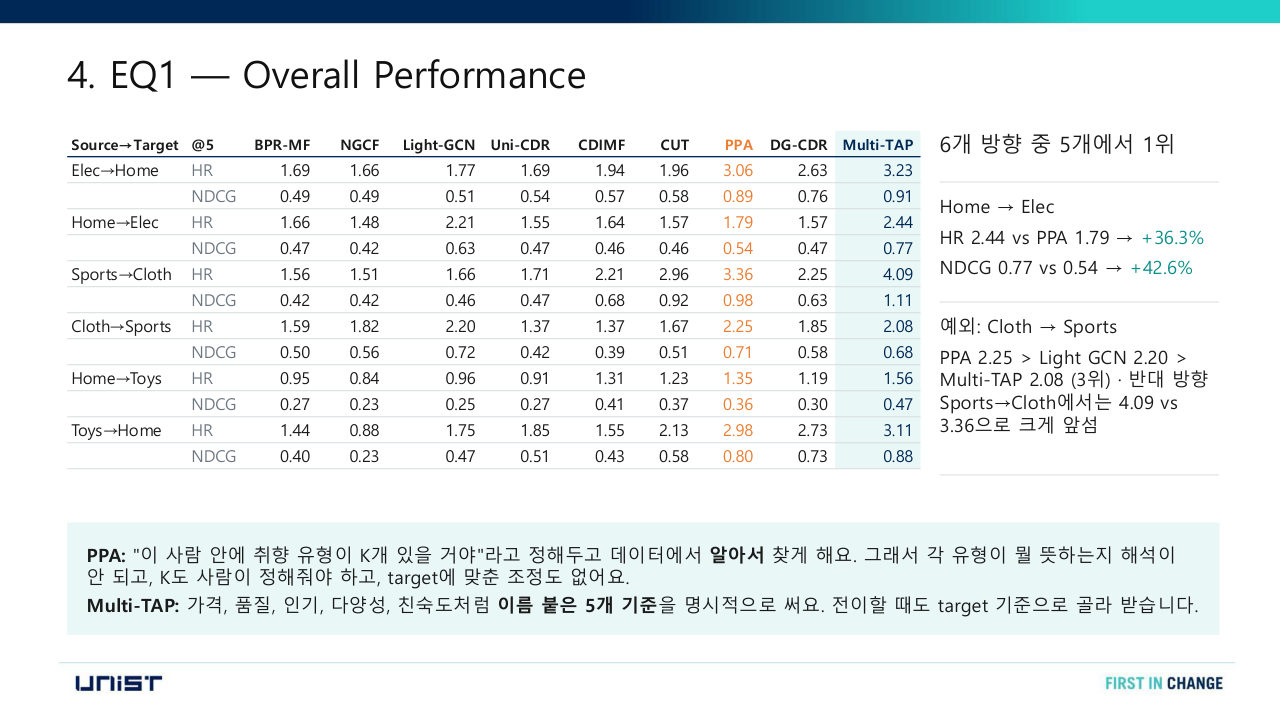 4. EQ1 — Overall Performance
Source→Target @5 BPR-MF NGCF Light-GCN Uni-CDR CDIMF CUT PPA DG-CDR Multi-TAP
Elec→Home HR 1.69 1.66 1.77 1.69 1.94 1.96 3.06 2.63 3.23
NDCG 0.49 0.49 0.51 0.54 0.57 0.58 0.89 0.76 0.91
Home→Elec HR 1.66 1.48 2.21 1.55 1.64 1.57 1.79 1.57 2.44
NDCG 0.47 0.42 0.63 0.47 0.46 0.46 0.54 0.47 0.77
Sports→Cloth HR 1.56 1.51 1.66 1.71 2.21 2.96 3.36 2.25 4.09
NDCG 0.42 0.42 0.46 0.47 0.68 0.92 0.98 0.63 1.11
Cloth→Sports HR 1.59 1.82 2.20 1.37 1.37 1.67 2.25 1.85 2.08
NDCG 0.50 0.56 0.72 0.42 0.39 0.51 0.71 0.58 0.68
Home→Toys HR 0.95 0.84 0.96 0.91 1.31 1.23 1.35 1.19 1.56
NDCG 0.27 0.23 0.25 0.27 0.41 0.37 0.36 0.30 0.47
Toys→Home HR 1.44 0.88 1.75 1.85 1.55 2.13 2.98 2.73 3.11
NDCG 0.40 0.23 0.47 0.51 0.43 0.58 0.80 0.73 0.88
6개 방향 중 5개에서 1위
Home → Elec
HR 2.44 vs PPA 1.79 → +36.3%
NDCG 0.77 vs 0.54 → +42.6%
예외: Cloth → Sports
PPA 2.25 > Light GCN 2.20 >
Multi-TAP 2.08 (3위) · 반대 방향
Sports→Cloth에서는 4.09 vs
3.36으로 크게 앞섬
PPA: "이 사람 안에 취향 유형이 K개 있을 거야"라고 정해두고 데이터에서 알아서 찾게 해요. 그래서 각 유형이 뭘 뜻하는지 해석이
안 되고, K도 사람이 정해줘야 하고, target에 맞춘 조정도 없어요.
Multi-TAP: 가격, 품질, 인기, 다양성, 친숙도처럼 이름 붙은 5개 기준을 명시적으로 써요. 전이할 때도 target 기준으로 골라 받습니다.
UNIST
FIRST IN CHANGE